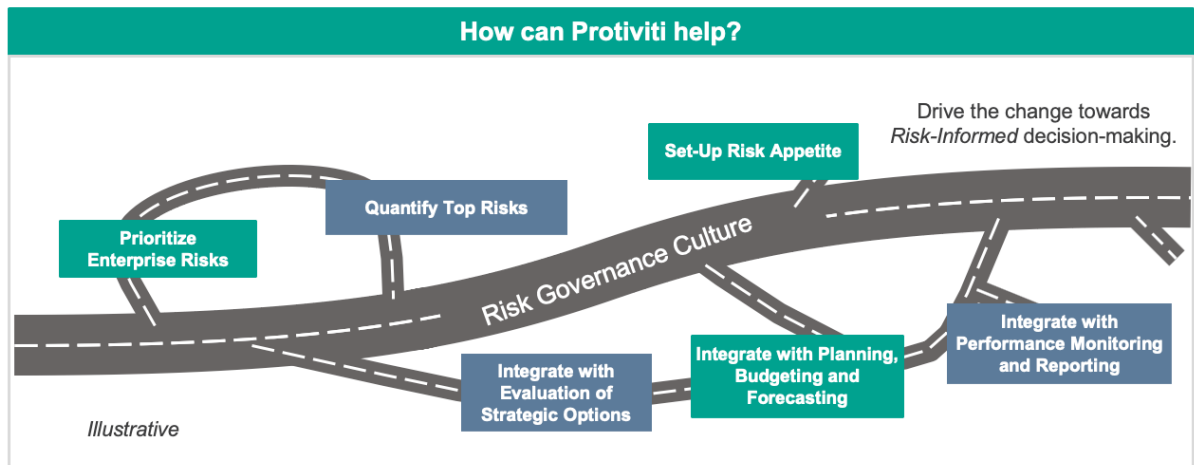 How can Protiviti help?
Drive the change towards
Risk-Informed decision-making.
Set-Up Risk Appetite
Quantify Top Risks
Prioritize
Enterprise Risks
Risk Governance Culture
Integrate with
Evaluation of
Strategic Options
Integrate with Planning,
Budgeting and
Forecasting
Integrate with
Performance Monitoring
and Reporting
Illustrative